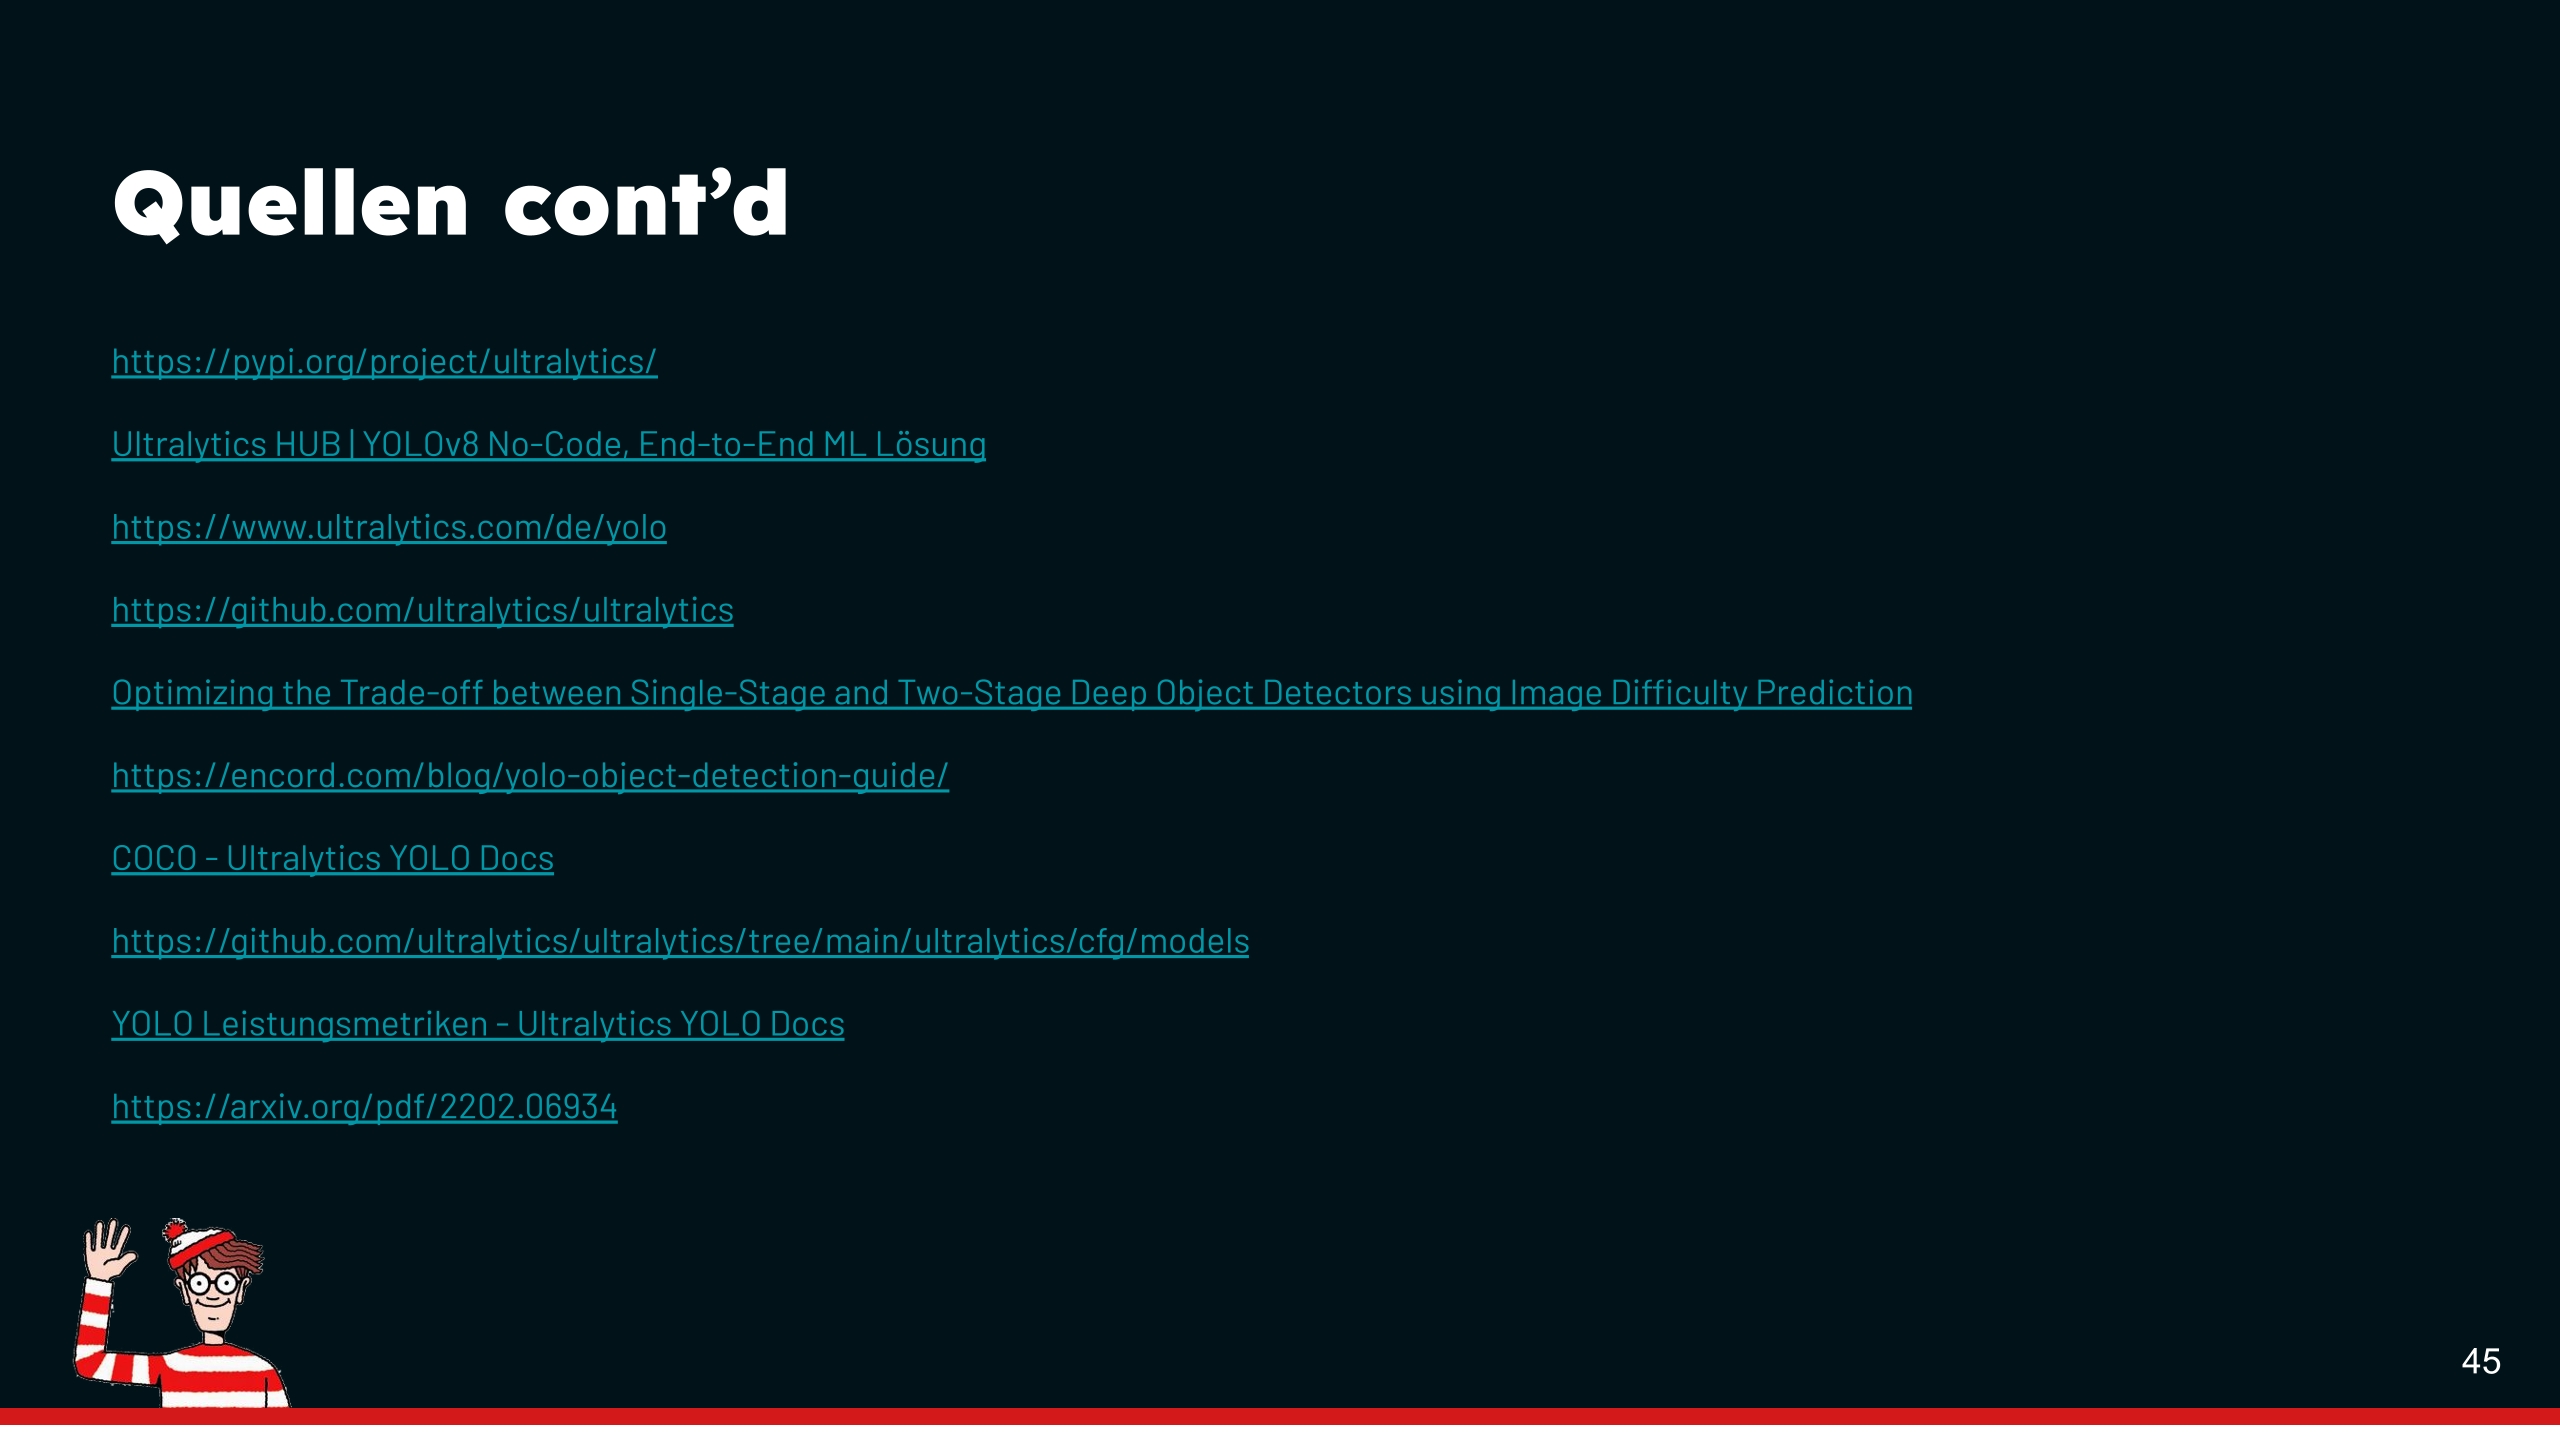 Quellen cont’d
https://pypi.org/project/ultralytics/
Ultralytics HUB | YOLOv8 No-Code, End-to-End ML Lösung
https://www.ultralytics.com/de/yolo
https://github.com/ultralytics/ultralytics
Optimizing the Trade-off between Single-Stage and Two-Stage Deep Object Detectors using Image Difficulty Prediction
https://encord.com/blog/yolo-object-detection-guide/
COCO - Ultralytics YOLO Docs
https://github.com/ultralytics/ultralytics/tree/main/ultralytics/cfg/models
YOLO Leistungsmetriken - Ultralytics YOLO Docs
https://arxiv.org/pdf/2202.06934
45